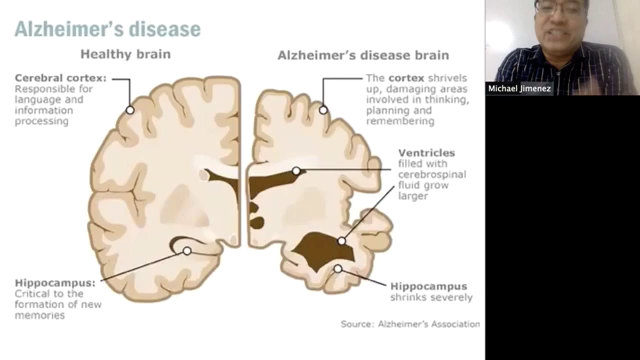 Alzheimer's disease
Healthy brain
Alzheimer's disease brain
Cerebral cortex:
Responsible for
language and
information
processing
The cortex shrivels
up, damaging areas
involved in thinking,
planning and
remembering
Ventricles
filled with
cerebrospinal
fluid grow
larger
Hippocampus:
Critical to the
formation of new
memories
Hippocampus
shrinks severely
Source: Alzheimer's Association
Michael Jimenez